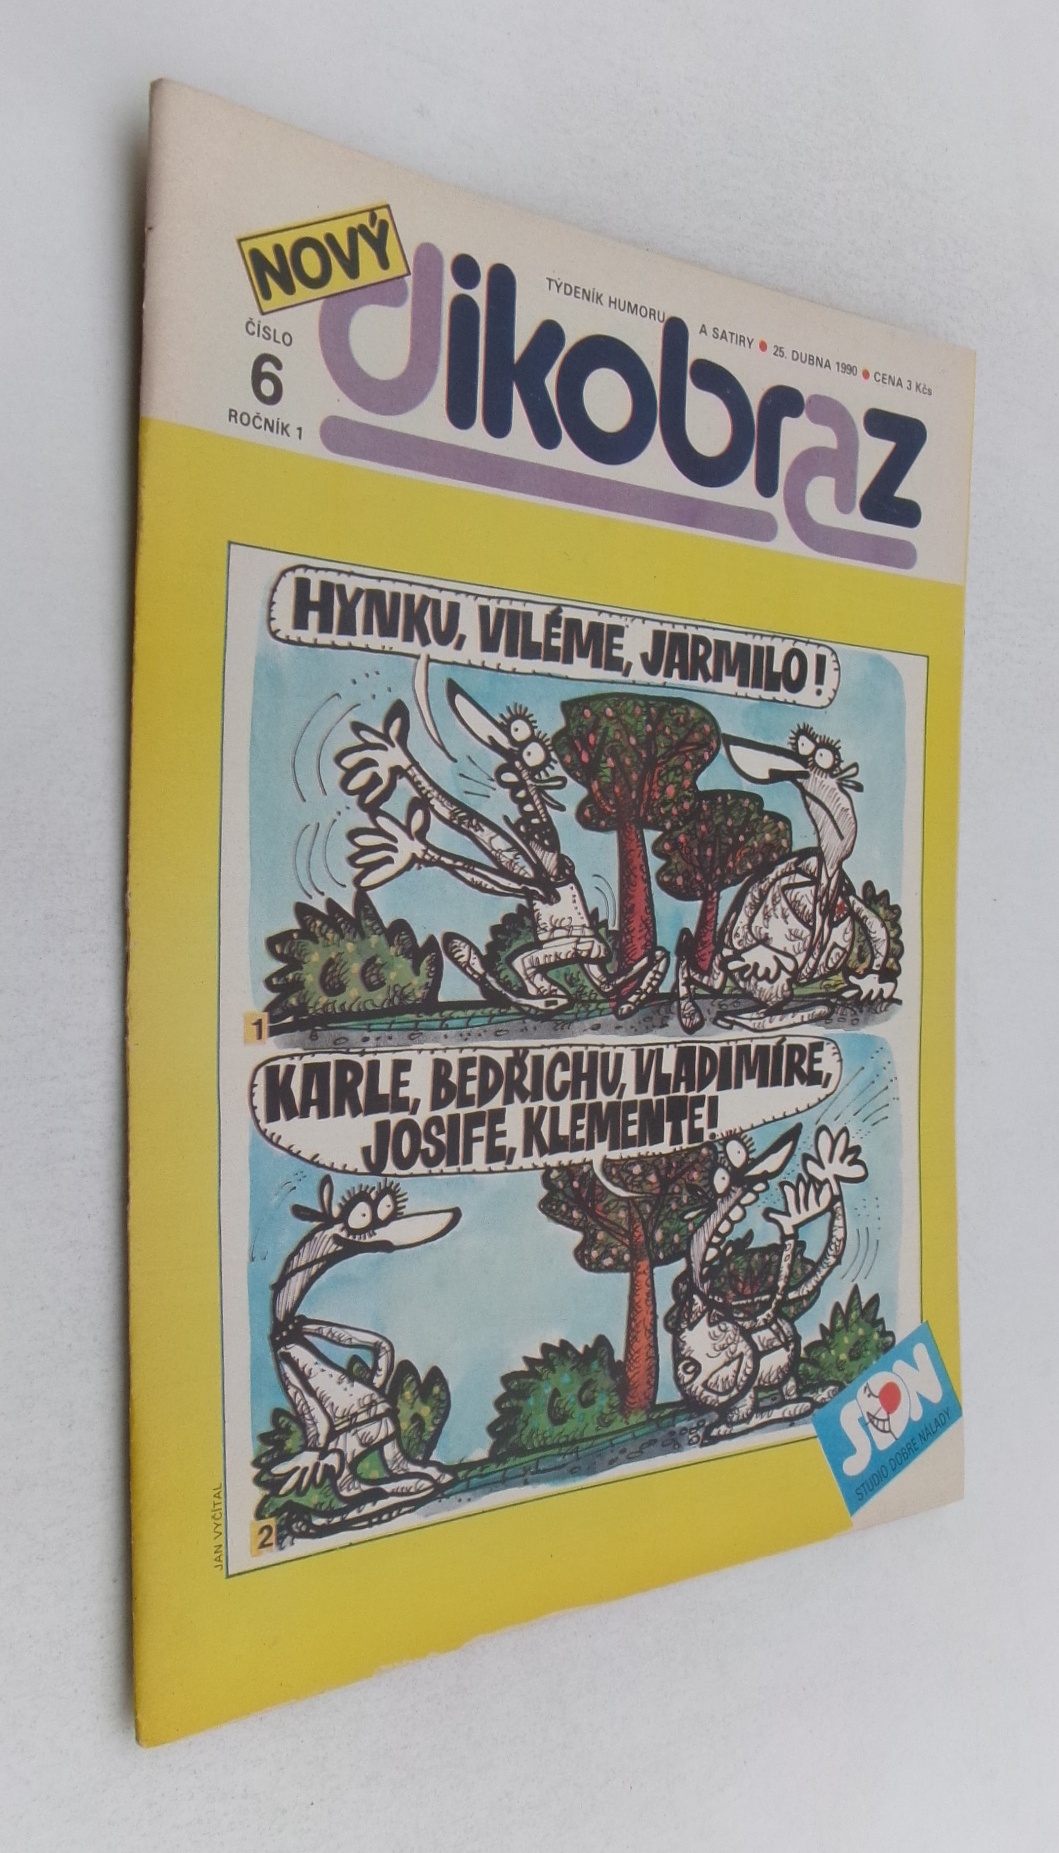 NOVÝ
dikobraz
TÝDENÍK HUMORU A SATIRY ● 25. DUBNA 1990 ● CENA 3 Kčs
ČÍSLO
6
ROČNÍK 1
HYNKU, VILÉME, JARMILO!
1
KARLE, BEDŘICHU, VLADIMÍRE,
JOSIFE, KLEMENTE!
2
JAN VYČÍTAL
SDN
STUDIO DOBRÉ NÁLADY